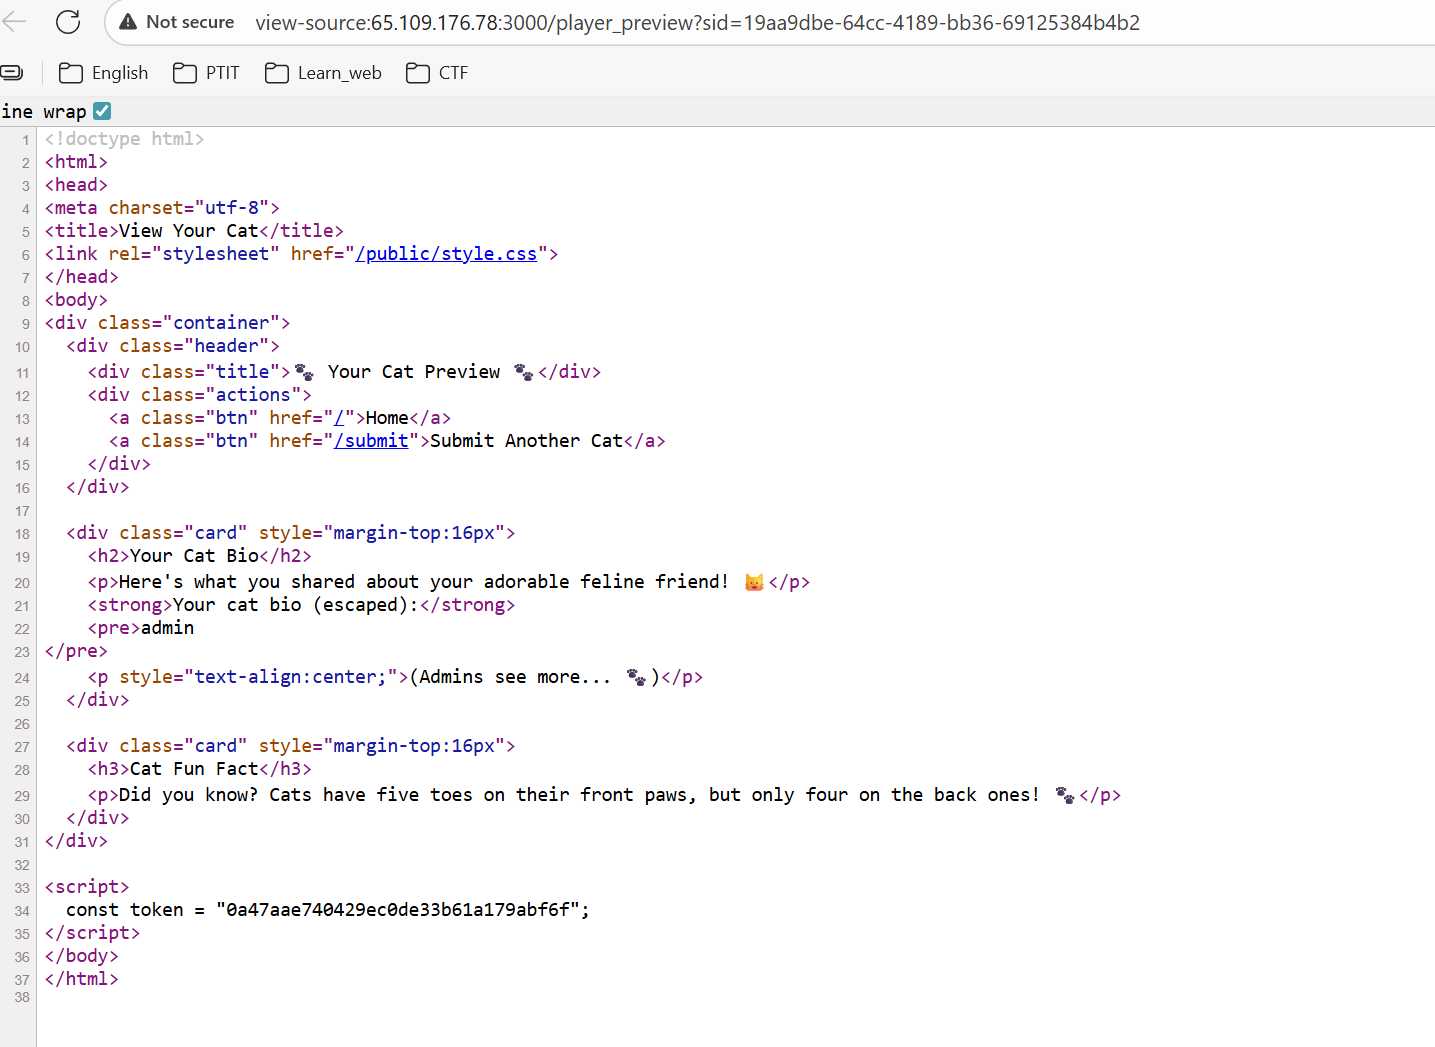 Not secure view-source:65.109.176.78:3000/player_preview?sid=19aa9dbe-64cc-4189-bb36-69125384b4b2
English PTIT Learn_web CTF
ine wrap
1 <!doctype html>
2 <html>
3 <head>
4 <meta charset="utf-8">
5 <title>View Your Cat</title>
6 <link rel="stylesheet" href="/public/style.css">
7 </head>
8 <body>
9 <div class="container">
10 <div class="header">
11 <div class="title">🐾 Your Cat Preview 🐾</div>
12 <div class="actions">
13 <a class="btn" href="/">Home</a>
14 <a class="btn" href="/submit">Submit Another Cat</a>
15 </div>
16 </div>
17
18 <div class="card" style="margin-top:16px">
19 <h2>Your Cat Bio</h2>
20 <p>Here's what you shared about your adorable feline friend! 😺</p>
21 <strong>Your cat bio (escaped):</strong>
22 <pre>admin
23 </pre>
24 <p style="text-align:center;">(Admins see more... 🐾)</p>
25 </div>
26
27 <div class="card" style="margin-top:16px">
28 <h3>Cat Fun Fact</h3>
29 <p>Did you know? Cats have five toes on their front paws, but only four on the back ones! 🐾</p>
30 </div>
31 </div>
32
33 <script>
34 const token = "0a47aae740429ec0de33b61a179abf6f";
35 </script>
36 </body>
37 </html>
38